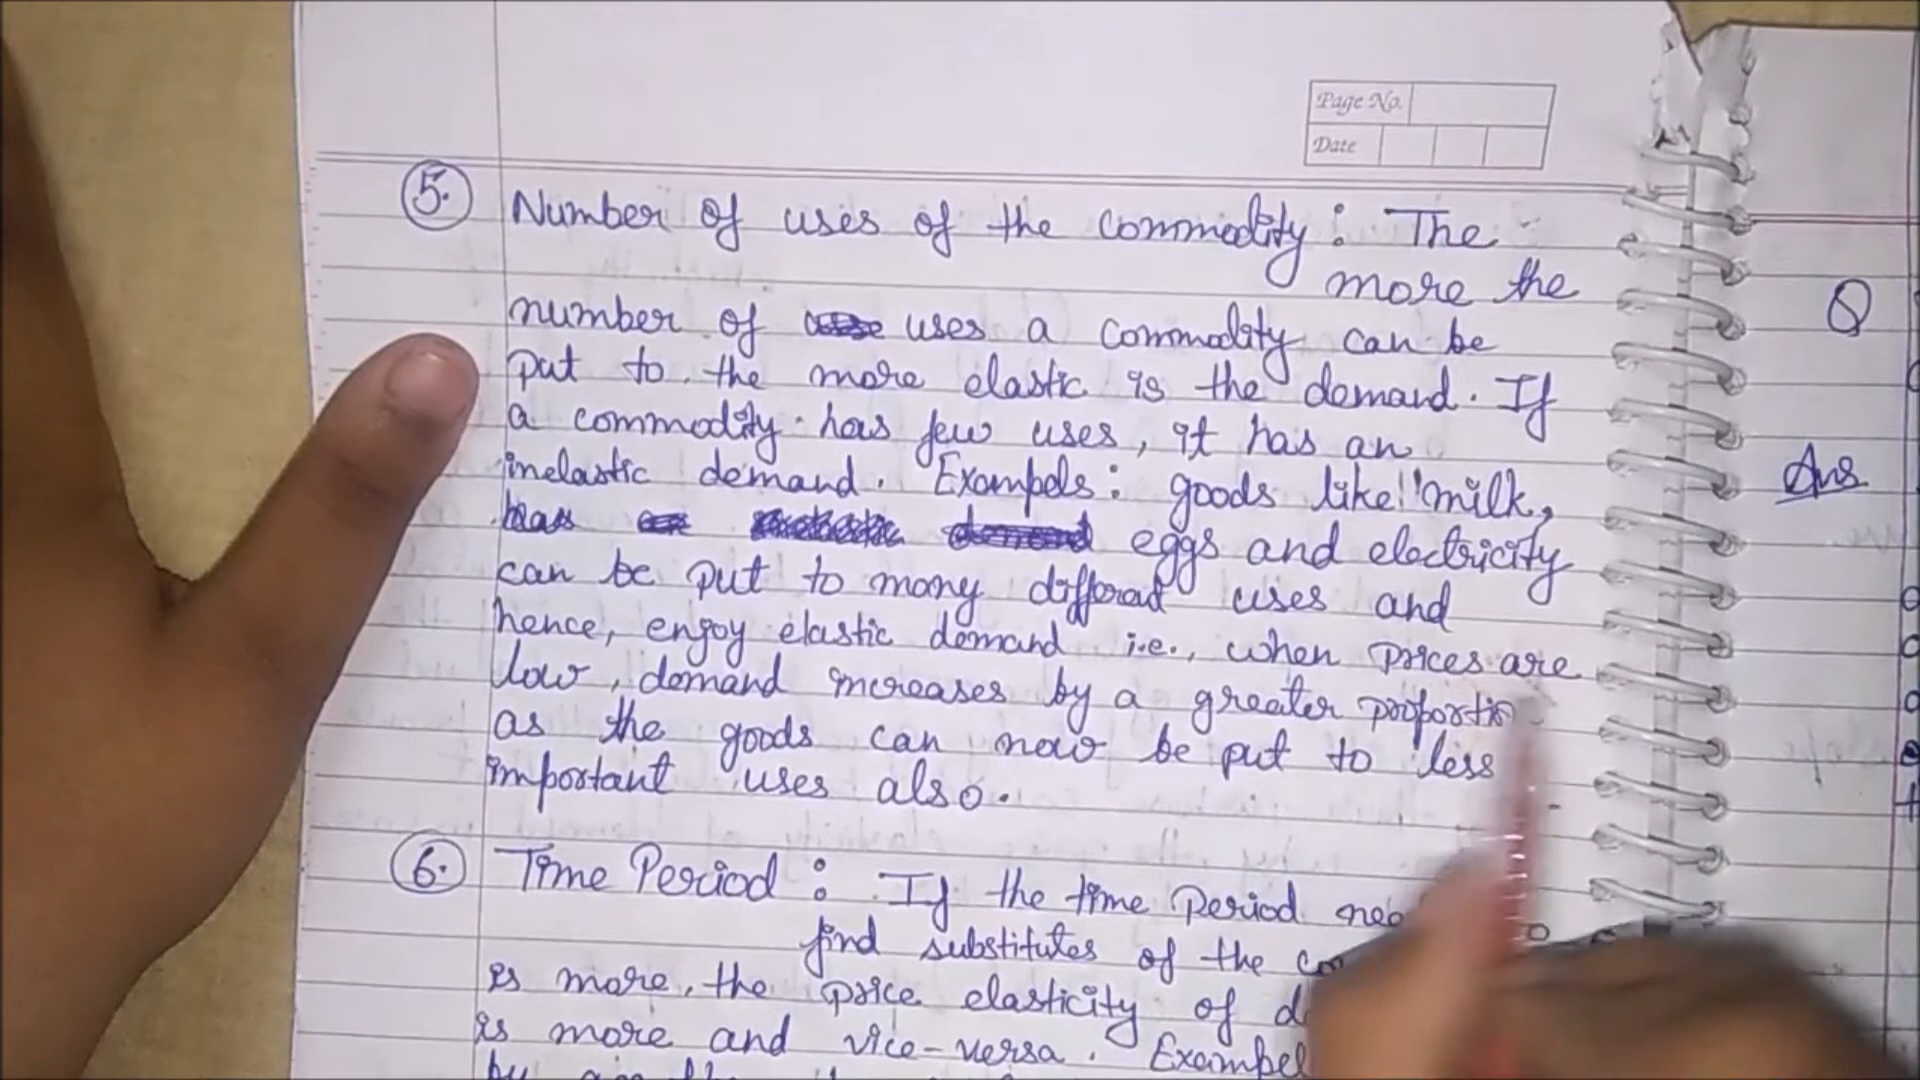 Page No.
Date
5. Number of uses of the commodity: The
more the
number of uses a commodity can be
put to the more elastic is the demand. If
a commodity has few uses, it has an
inelastic demand. Exampels: goods like milk,
eggs and electricity
can be put to many different uses and
hence, enjoy elastic demand i.e., when prices are
low, demand increases by a greater proportion
as the goods can now be put to less
important uses also.
6. Time Period: If the time period
find substitutes of the
is more, the price elasticity of
is more and vice-versa. Exampel
Q
Ans